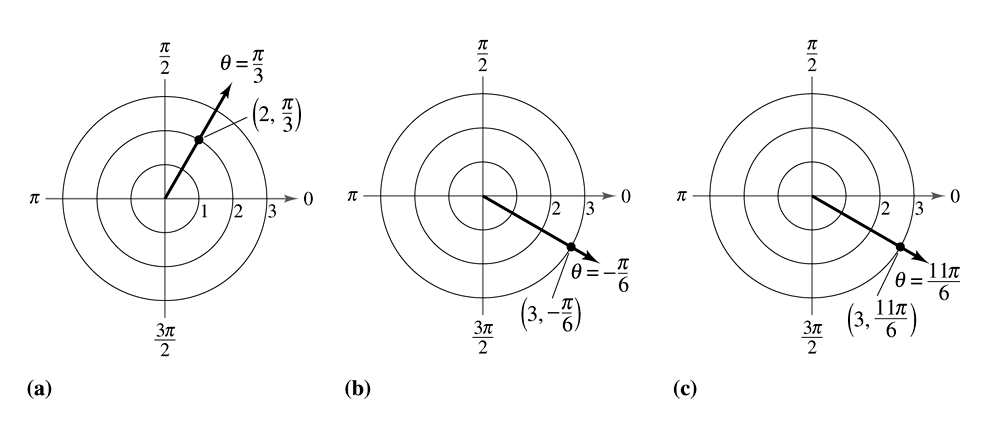 π/2
θ = π/3
(2, π/3)
π
1 2 3 0
3π/2
(a)
π/2
π
2 3 0
θ = −π/6
(3, −π/6)
3π/2
(b)
π/2
π
2 3 0
θ = 11π/6
(3, 11π/6)
3π/2
(c)